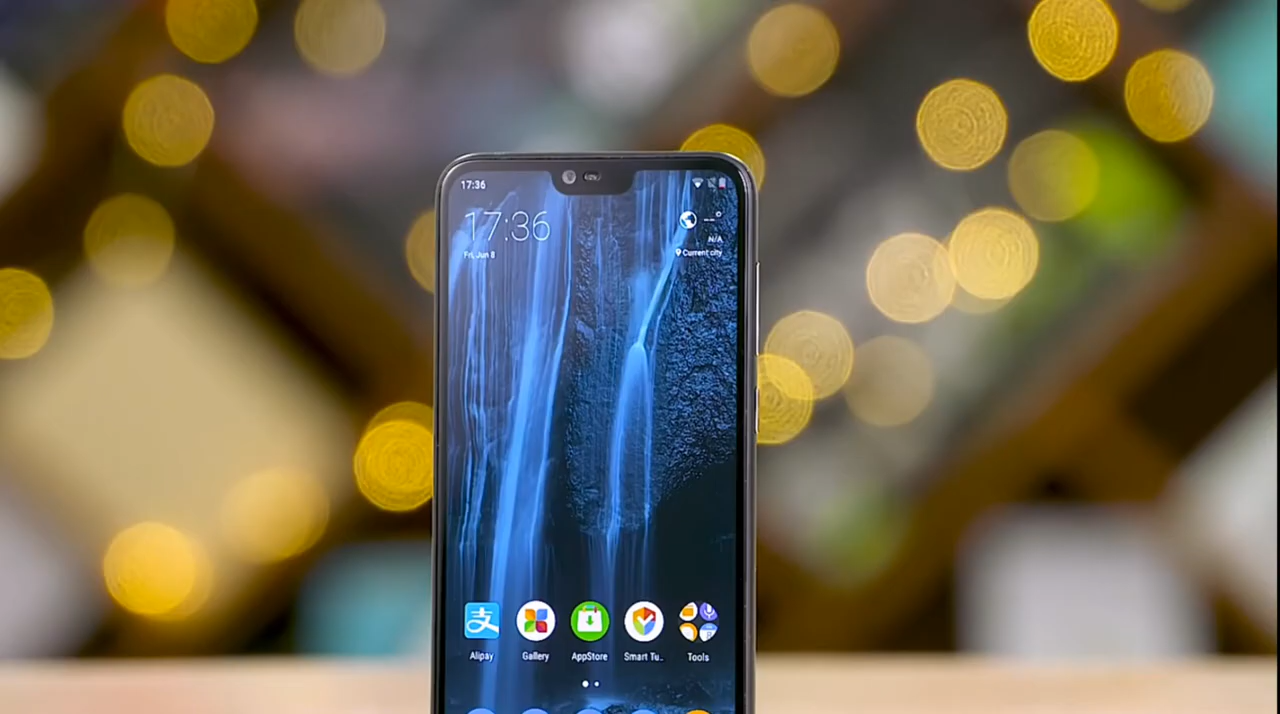 17:36
17:36
Fri, Jun 8
N/A
Current city
支
Alipay
Gallery
AppStore
Smart Tu..
Tools